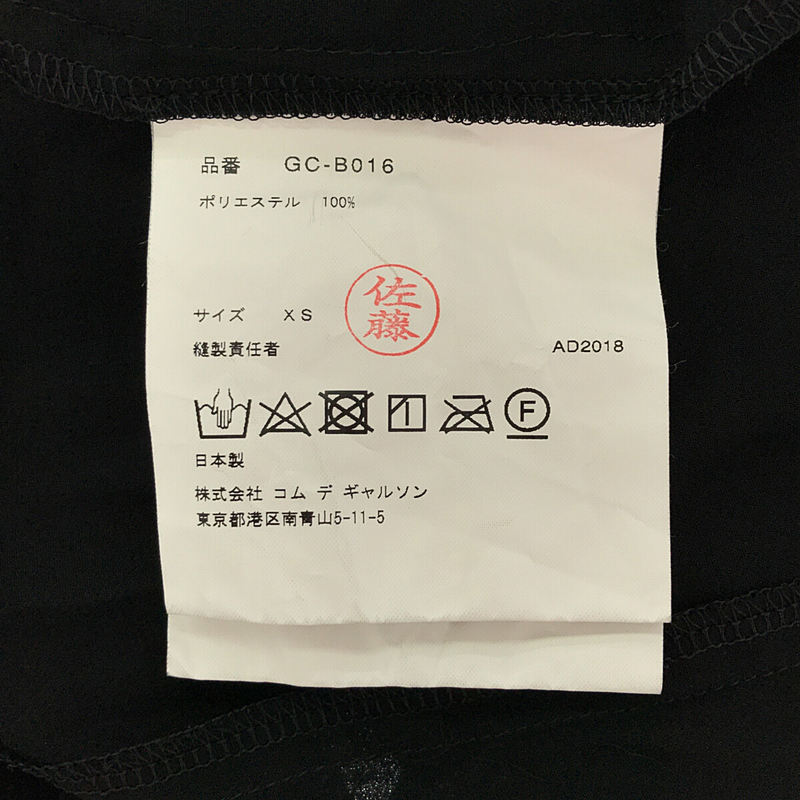 品番 GC-B016
ポリエステル 100%
佐藤
サイズ XS
縫製責任者 AD2018
F
日本製
株式会社 コム デ ギャルソン
東京都港区南青山5-11-5